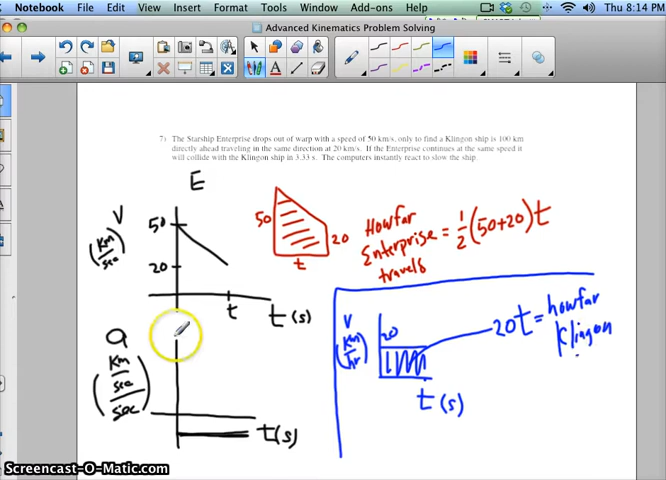 Notebook File Edit View Insert Format Tools Window Thu 8:14 PM
Advanced Kinematics Problem Solving
7) The Starship Enterprise drops out of warp with a speed of 50 km/s, only to find a Klingon ship is 100 km
directly ahead traveling in the same direction at 20 km/s. If the Enterprise continues at the same speed it
will collide with the Klingon ship in 3.33 s. The computers instantly react to slow the ship.
E
V
(Km/sec)
50
20
t
t(s)
50
20
t
How far
Enterprise = 1/2 (50+20) t
travels
a
(Km/sec/sec)
t(s)
V
(Km/hr)
20
t(s)
20t = how far
Klingon
Screencast-O-Matic.com